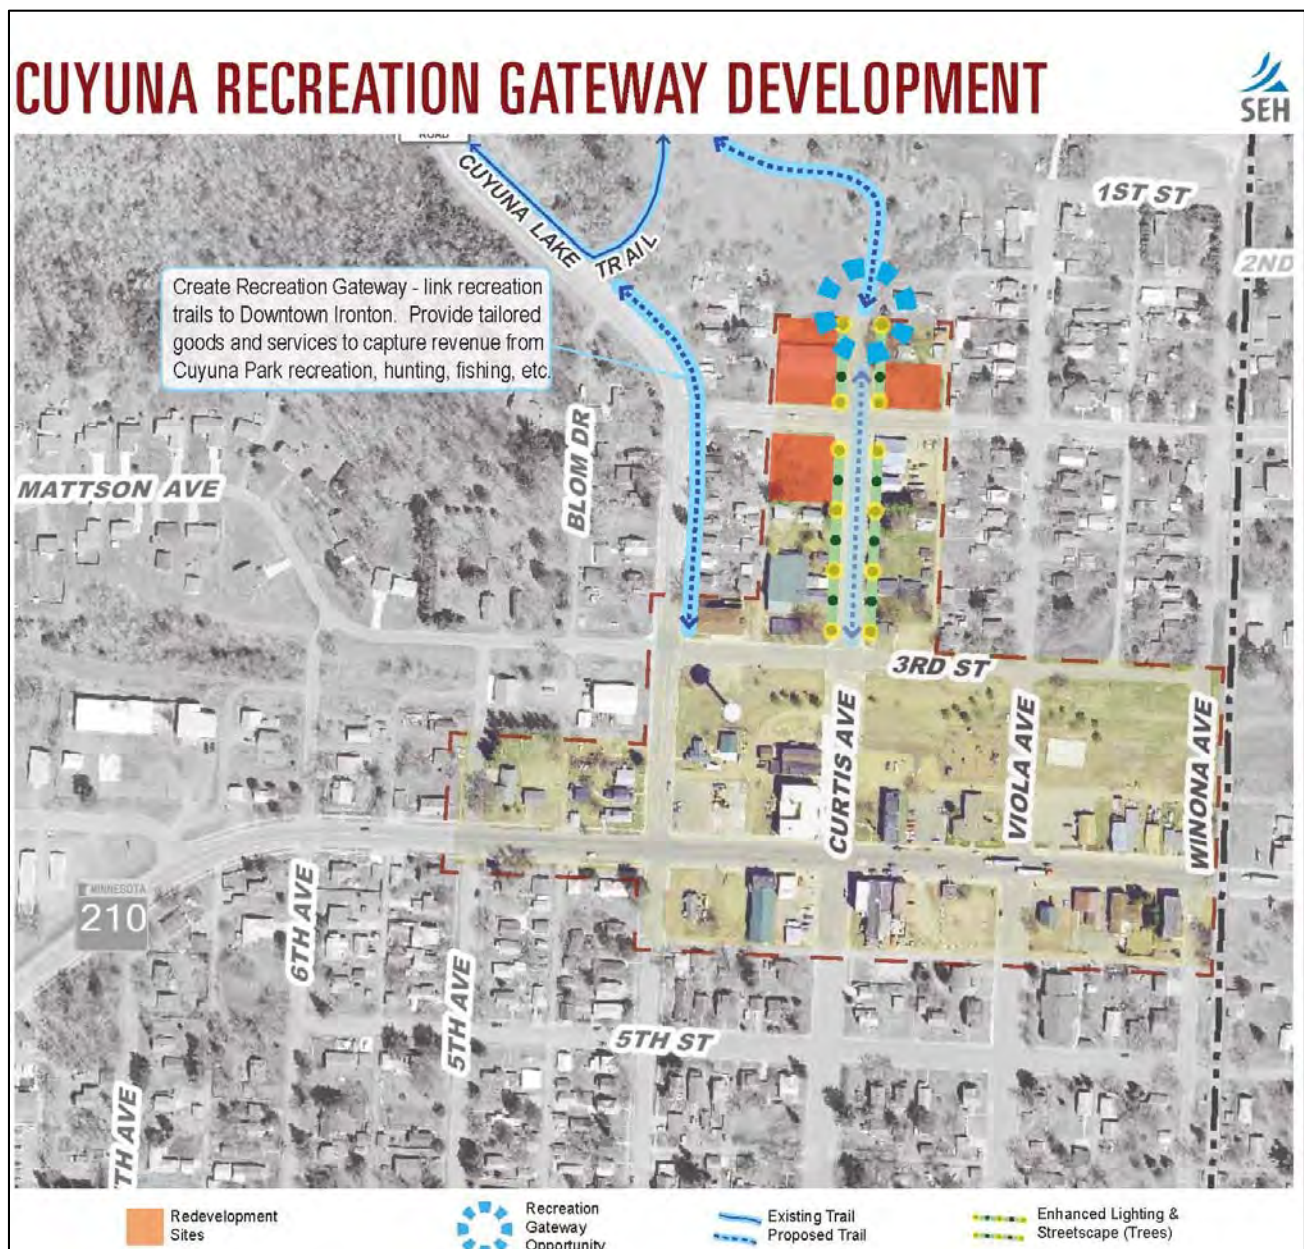 CUYUNA RECREATION GATEWAY DEVELOPMENT
SEH
ROAD
CUYUNA LAKE TRAIL
1ST ST
2ND
Create Recreation Gateway - link recreation
trails to Downtown Ironton. Provide tailored
goods and services to capture revenue from
Cuyuna Park recreation, hunting, fishing, etc.
BLOM DR
MATTSON AVE
3RD ST
CURTIS AVE
VIOLA AVE
WINONA AVE
MINNESOTA
210
6TH AVE
5TH AVE
5TH ST
TH AVE
Redevelopment
Sites
Recreation
Gateway
Opportunity
Existing Trail
Proposed Trail
Enhanced Lighting &
Streetscape (Trees)